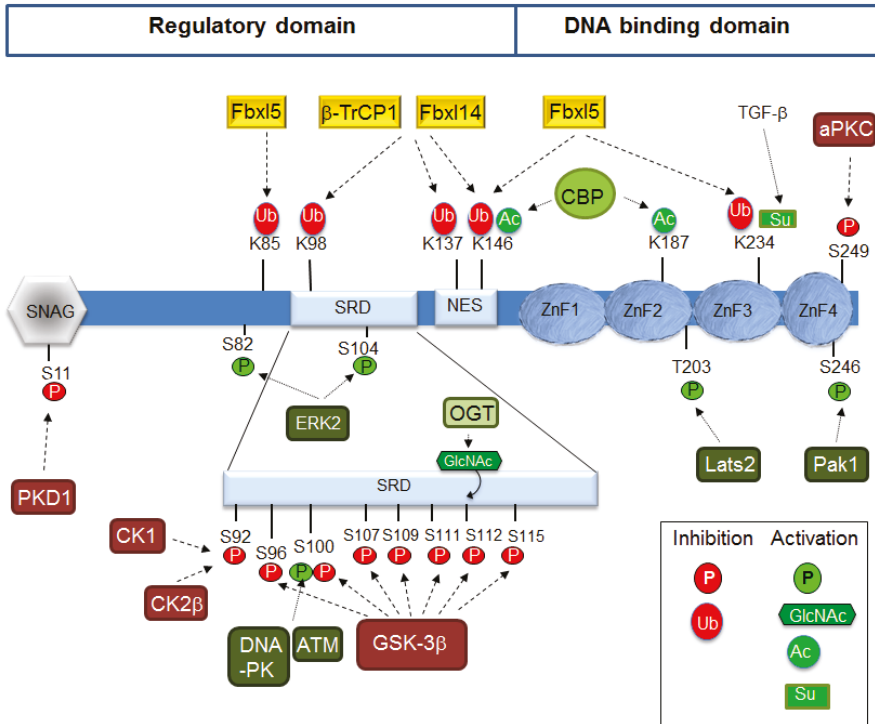 Regulatory domain DNA binding domain
Fbxl5 β-TrCP1 Fbxl14 Fbxl5 TGF-β aPKC
CBP
Ub Ub Ub Ub Ac Ac Ub Su P
K85 K98 K137 K146 K187 K234 S249
SNAG SRD NES ZnF1 ZnF2 ZnF3 ZnF4
S11 S82 S104 T203 S246
P P P P P
ERK2 OGT Lats2 Pak1
GlcNAc
PKD1 SRD
S92 S96 S100 S107 S109 S111 S112 S115
P P P P P P P P P
CK1
CK2β
DNA
-PK
ATM GSK-3β
Inhibition Activation
P P
Ub GlcNAc
Ac
Su